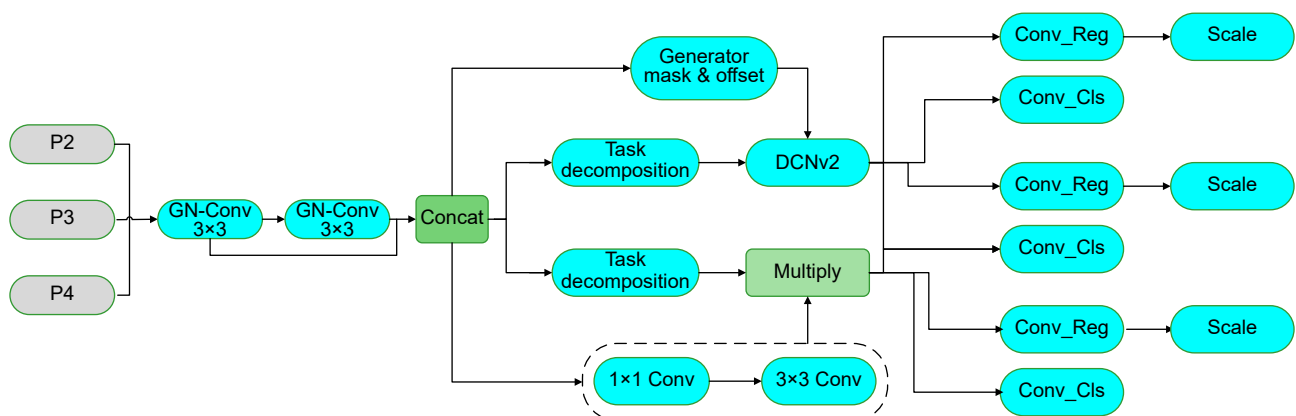 P2
P3
P4
GN-Conv
3×3
GN-Conv
3×3
Concat
Generator
mask & offset
Task
decomposition
DCNv2
Task
decomposition
Multiply
1×1 Conv
3×3 Conv
Conv_Reg
Scale
Conv_Cls
Conv_Reg
Scale
Conv_Cls
Conv_Reg
Scale
Conv_Cls